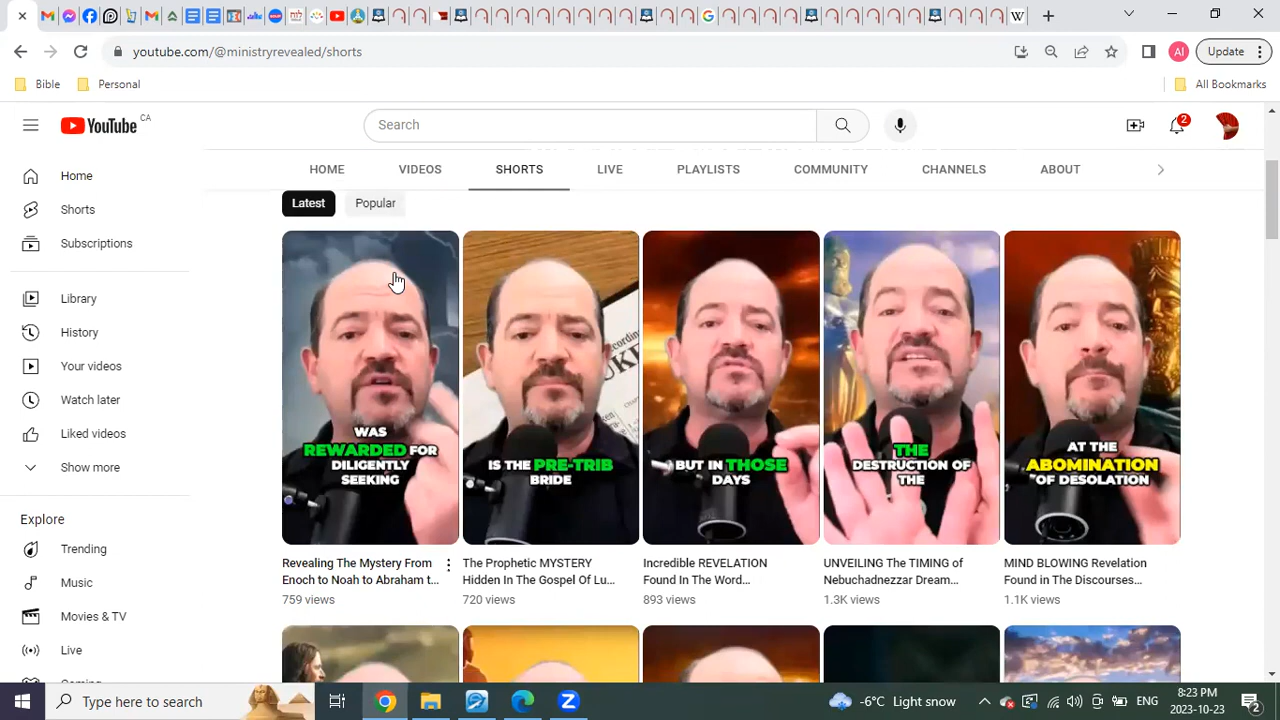 youtube.com/@ministryrevealed/shorts
AI
Update
Bible
Personal
All Bookmarks
YouTube CA
Search
2
HOME
VIDEOS
SHORTS
LIVE
PLAYLISTS
COMMUNITY
CHANNELS
ABOUT
Home
Shorts
Subscriptions
Library
History
Your videos
Watch later
Liked videos
Show more
Explore
Trending
Music
Movies & TV
Live
Latest
Popular
WAS
REWARDED FOR
DILIGENTLY
SEEKING
IS THE PRE-TRIB
BRIDE
BUT IN THOSE
DAYS
THE
DESTRUCTION OF
THE
AT THE
ABOMINATION
OF DESOLATION
Revealing The Mystery From
Enoch to Noah to Abraham t...
759 views
The Prophetic MYSTERY
Hidden In The Gospel Of Lu...
720 views
Incredible REVELATION
Found In The Word...
893 views
UNVEILING The TIMING of
Nebuchadnezzar Dream...
1.3K views
MIND BLOWING Revelation
Found in The Discourses...
1.1K views
Type here to search
-6°C Light snow
ENG
8:23 PM
2023-10-23
2